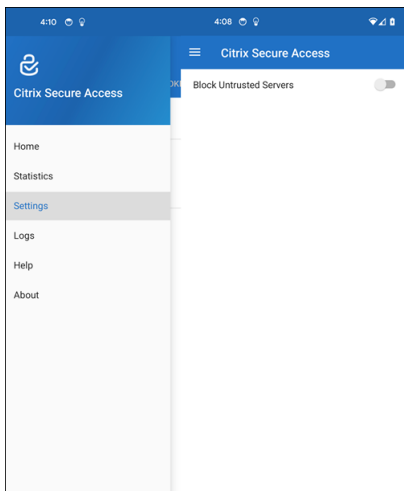 4:10
Citrix Secure Access
Home
Statistics
Settings
Logs
Help
About
4:08
Citrix Secure Access
Block Untrusted Servers